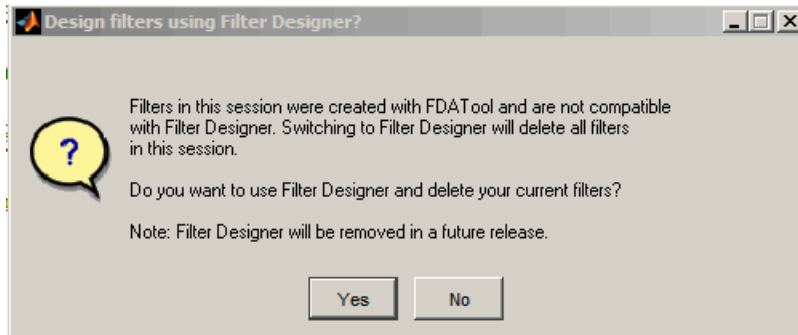 Design filters using Filter Designer?
Filters in this session were created with FDATool and are not compatible
with Filter Designer. Switching to Filter Designer will delete all filters
in this session.
?
Do you want to use Filter Designer and delete your current filters?
Note: Filter Designer will be removed in a future release.
Yes
No